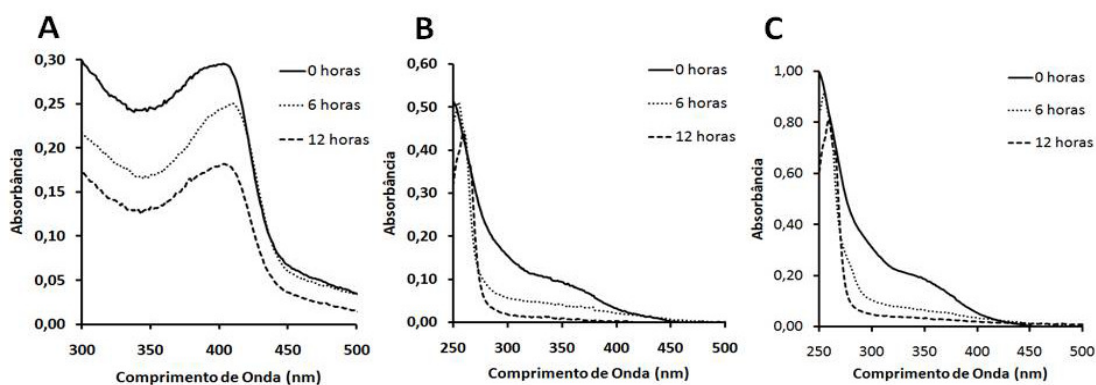 A
Absorbância
0,30
0,25
0,20
0,15
0,10
0,05
0,00
0 horas
6 horas
12 horas
300 350 400 450 500
Comprimento de Onda (nm)
B
Absorbância
0,60
0,50
0,40
0,30
0,20
0,10
0,00
0 horas
6 horas
12 horas
250 300 350 400 450 500
Comprimento de Onda (nm)
C
Absorbância
1,00
0,80
0,60
0,40
0,20
0,00
0 horas
6 horas
12 horas
250 300 350 400 450 500
Comprimento de Onda (nm)